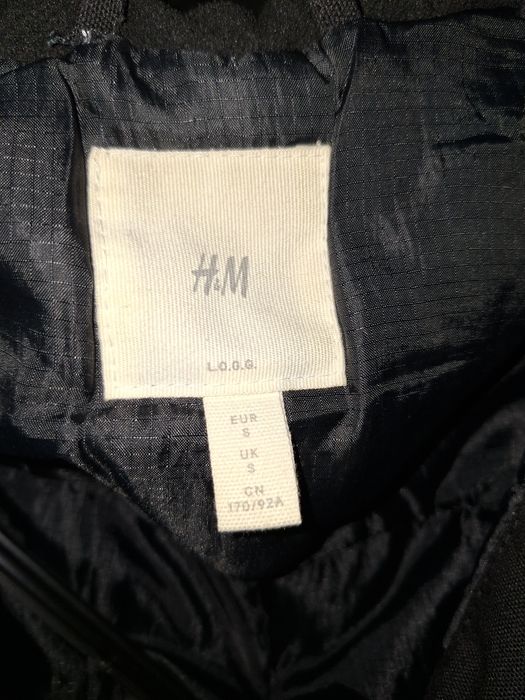 H&M
L.O.G.G.
EUR
S
UK
S
CN
170/92A